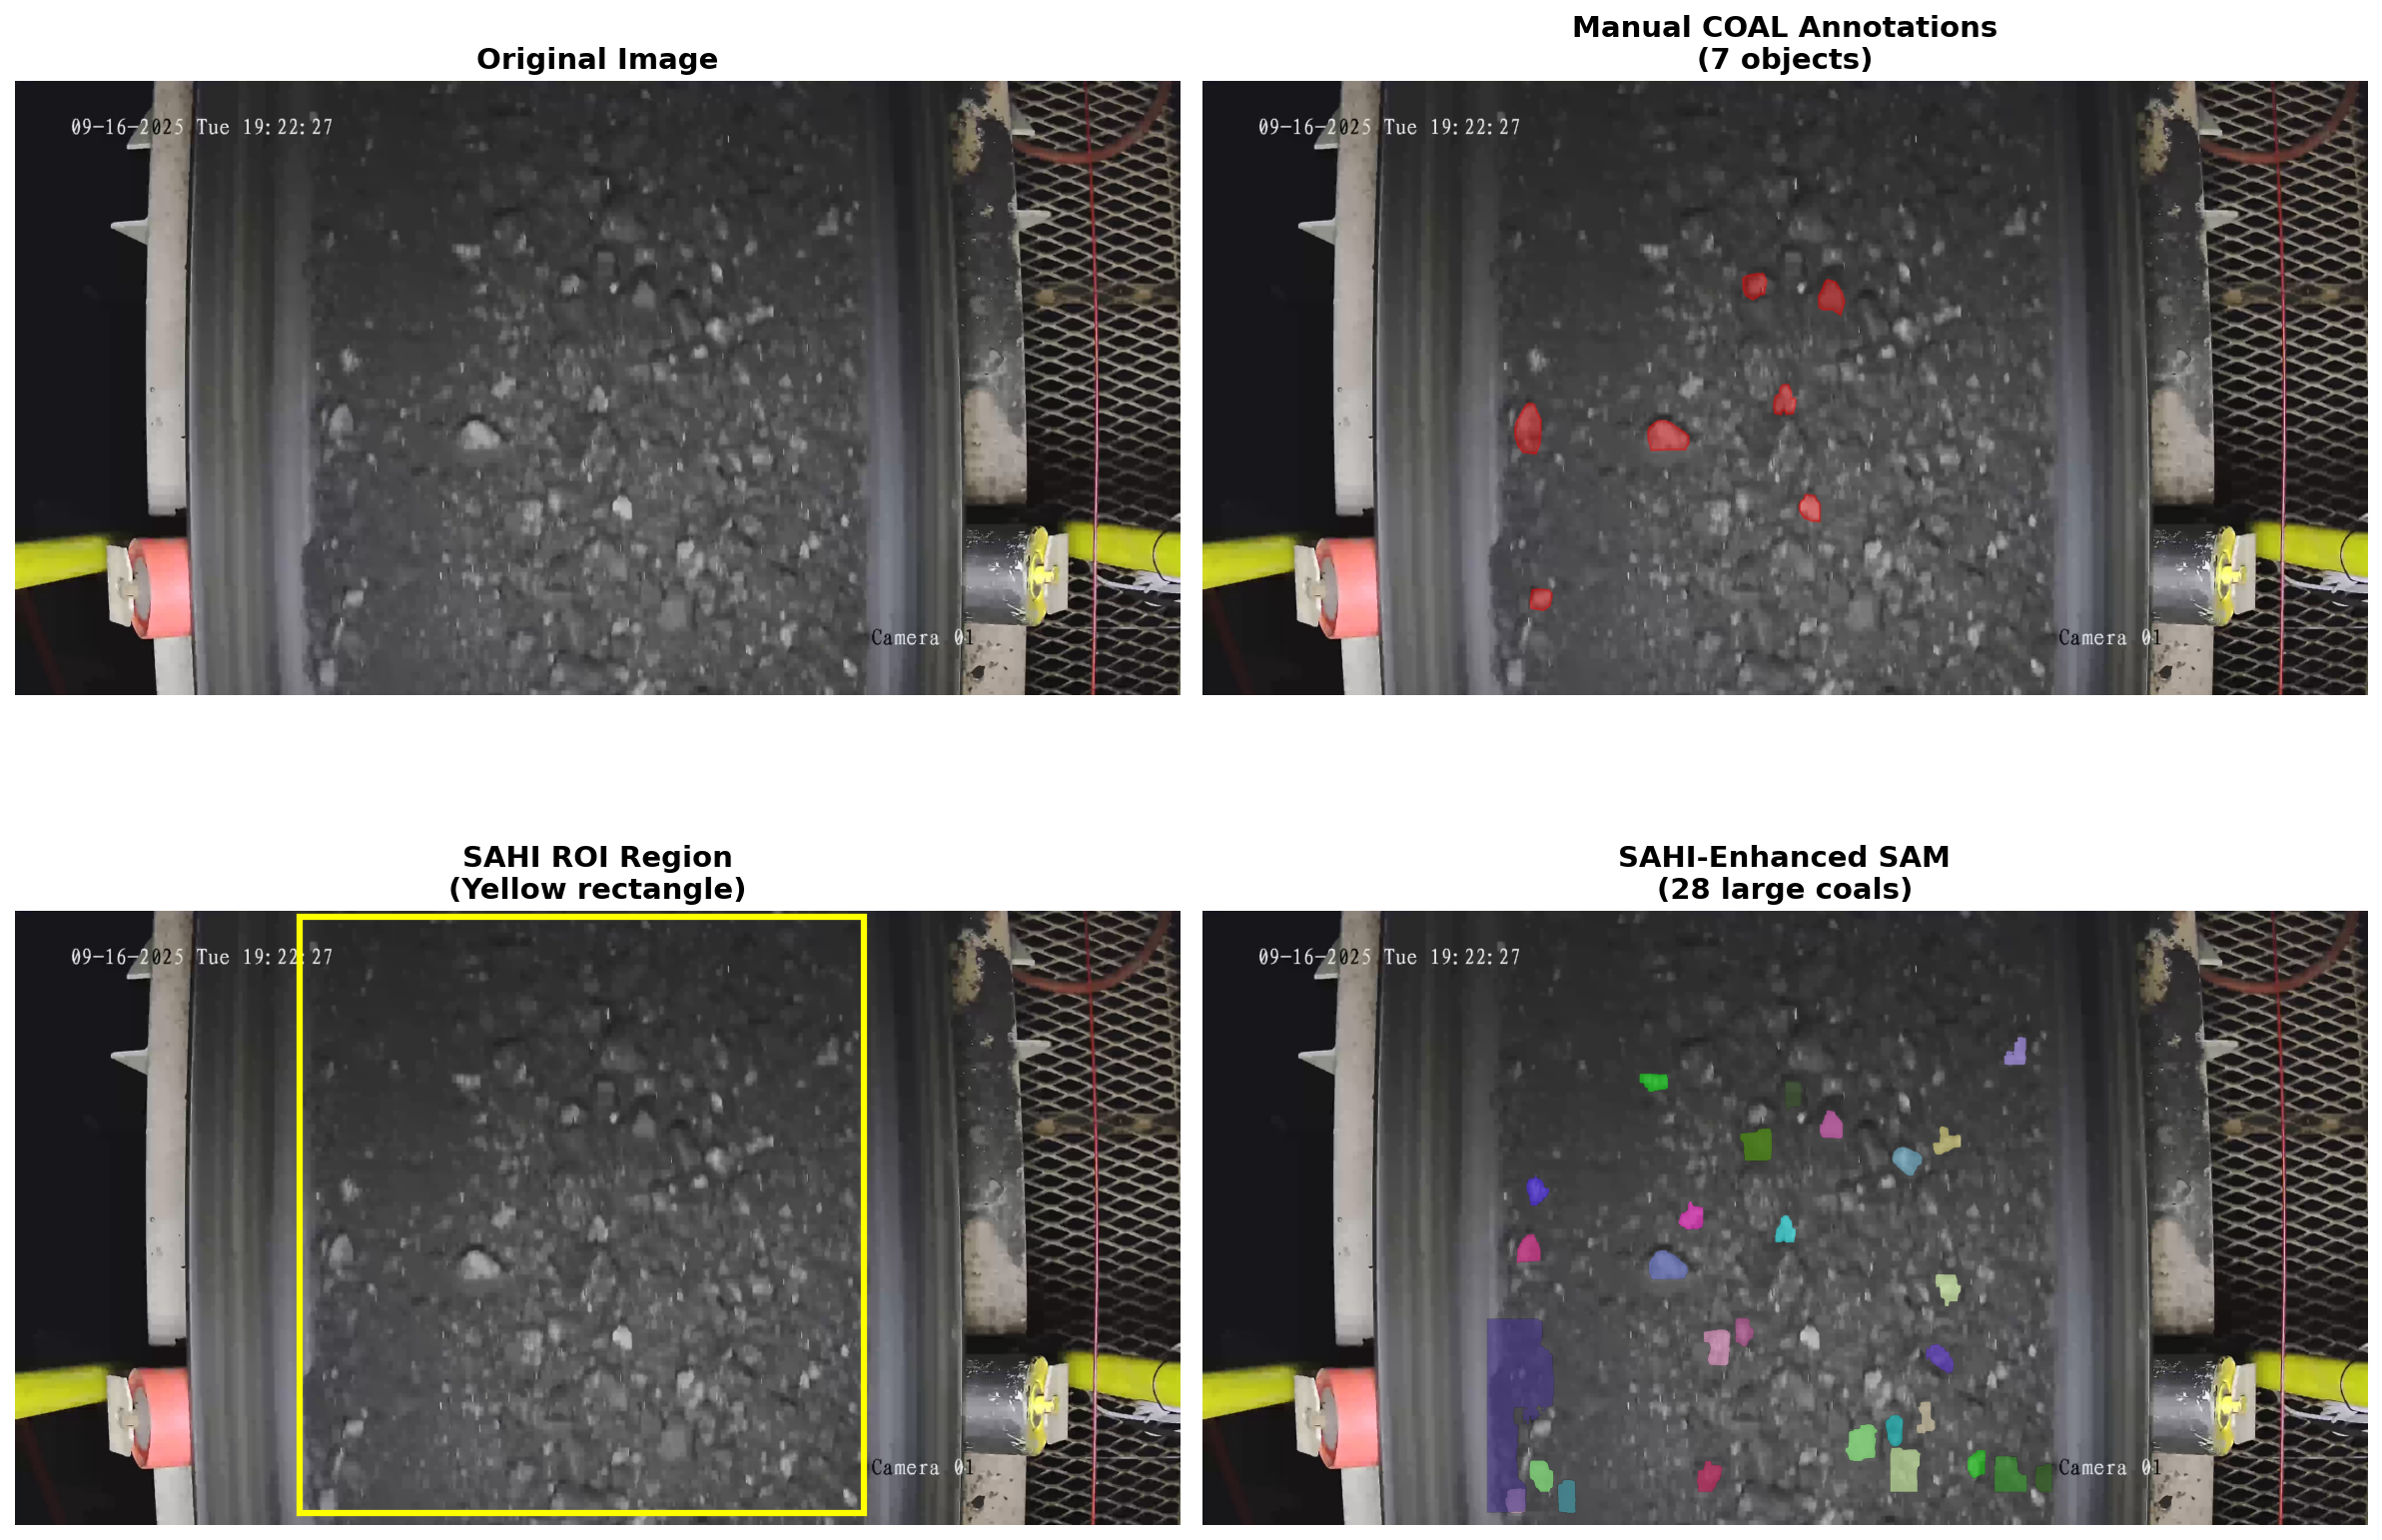 Original Image
09-16-2025 Tue 19:22:27
Camera 01
Manual COAL Annotations
(7 objects)
09-16-2025 Tue 19:22:27
Camera 01
SAHI ROI Region
(Yellow rectangle)
09-16-2025 Tue 19:22:27
Camera 01
SAHI-Enhanced SAM
(28 large coals)
09-16-2025 Tue 19:22:27
Camera 01